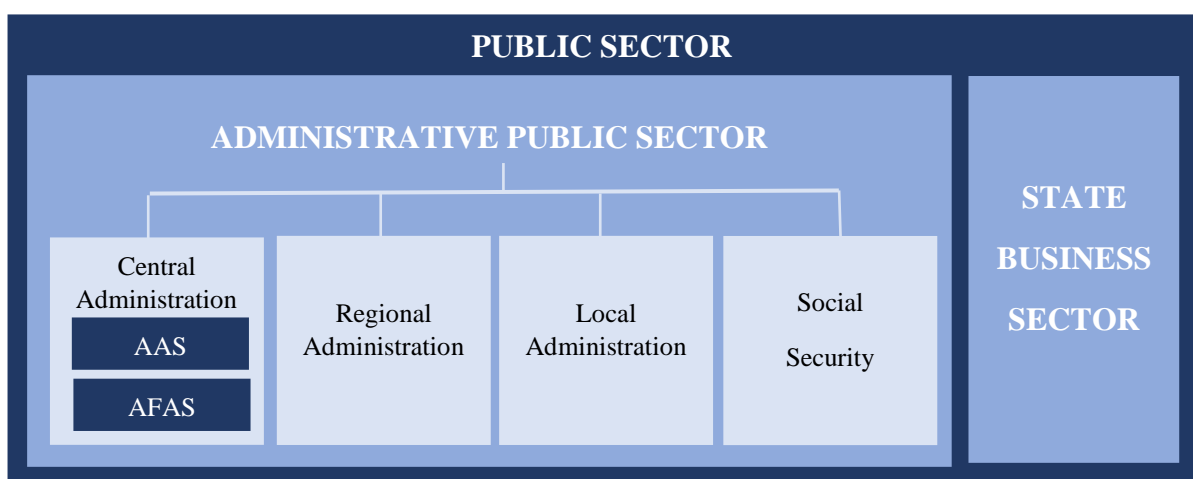 PUBLIC SECTOR
ADMINISTRATIVE PUBLIC SECTOR
Central
Administration
AAS
AFAS
Regional
Administration
Local
Administration
Social
Security
STATE
BUSINESS
SECTOR